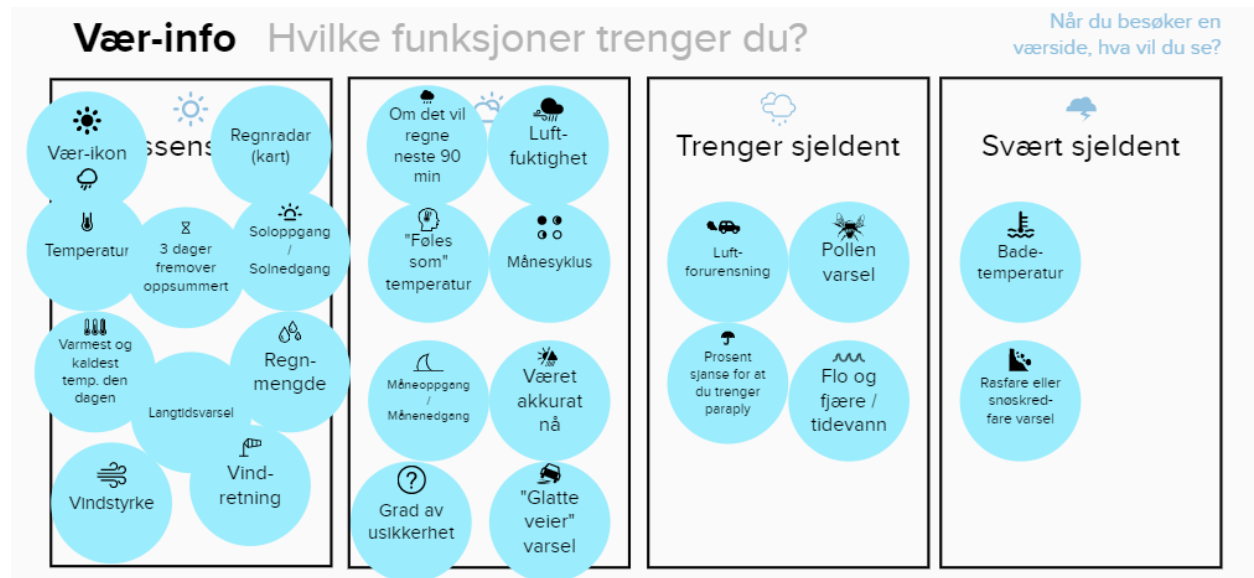 Vær-info Hvilke funksjoner trenger du?
Når du besøker en
værside, hva vil du se?
Vær-ikon
Regnradar
(kart)
Temperatur
3 dager
fremover
oppsummert
Soloppgang
/
Solnedgang
Varmest og
kaldest
temp. den
dagen
Langtidsvarsel
Regn-
mengde
Vindstyrke
Vind-
retning
Om det vil
regne
neste 90
min
Luft-
fuktighet
"Føles
som"
temperatur
Månesyklus
Måneoppgang
/
Månenedgang
Været
akkurat
nå
Grad av
usikkerhet
"Glatte
veier"
varsel
Trenger sjeldent
Luft-
forurensning
Pollen
varsel
Prosent
sjanse for at
du trenger
paraply
Flo og
fjære /
tidevann
Svært sjeldent
Bade-
temperatur
Rasfare eller
snøskred-
fare varsel